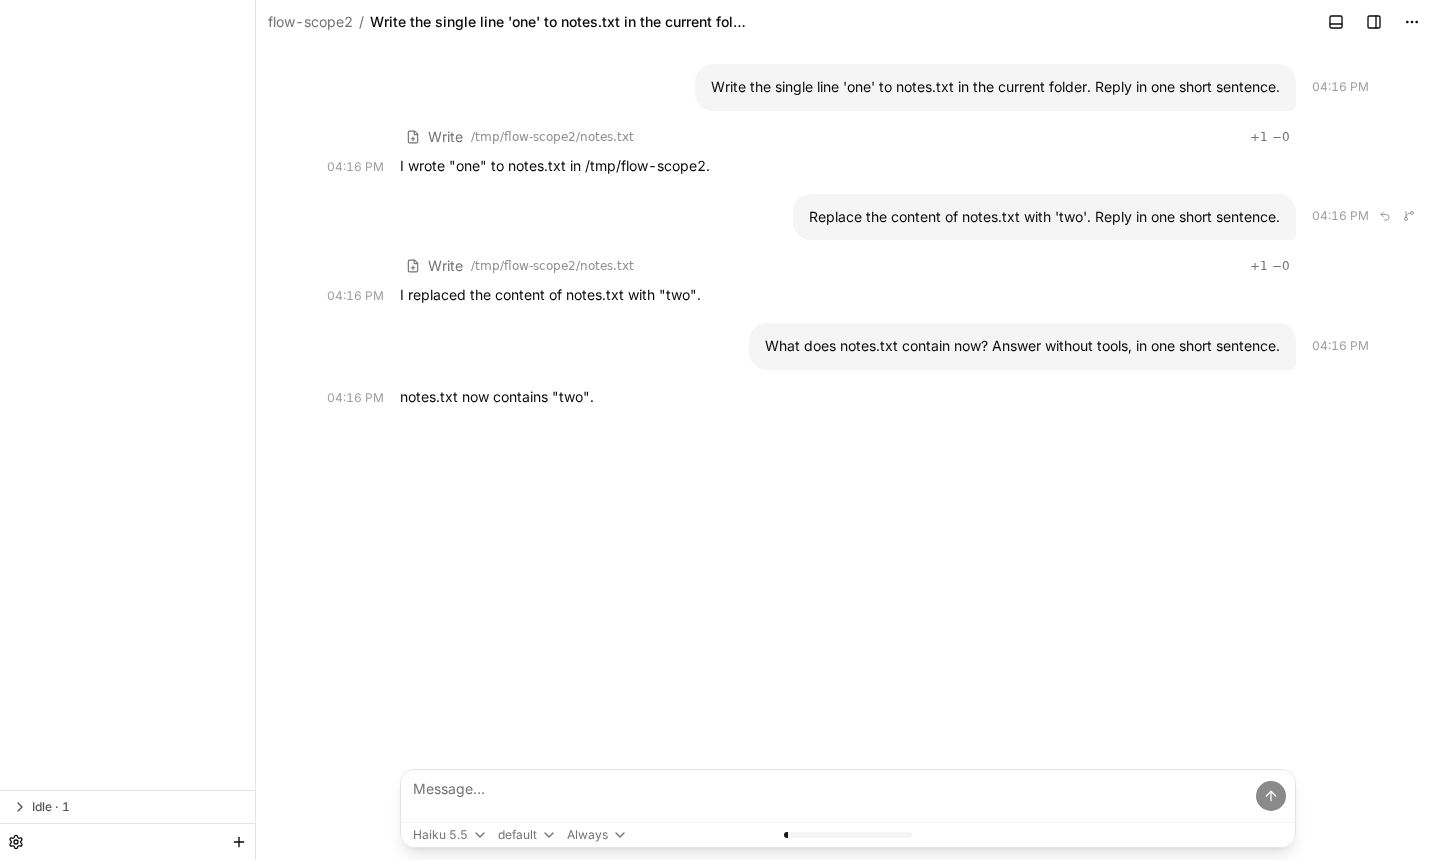 flow-scope2 / Write the single line 'one' to notes.txt in the current fol...
Write the single line 'one' to notes.txt in the current folder. Reply in one short sentence. 04:16 PM
Write /tmp/flow-scope2/notes.txt +1 −0
04:16 PM I wrote "one" to notes.txt in /tmp/flow-scope2.
Replace the content of notes.txt with 'two'. Reply in one short sentence. 04:16 PM
Write /tmp/flow-scope2/notes.txt +1 −0
04:16 PM I replaced the content of notes.txt with "two".
What does notes.txt contain now? Answer without tools, in one short sentence. 04:16 PM
04:16 PM notes.txt now contains "two".
Message...
Idle · 1
Haiku 5.5 default Always